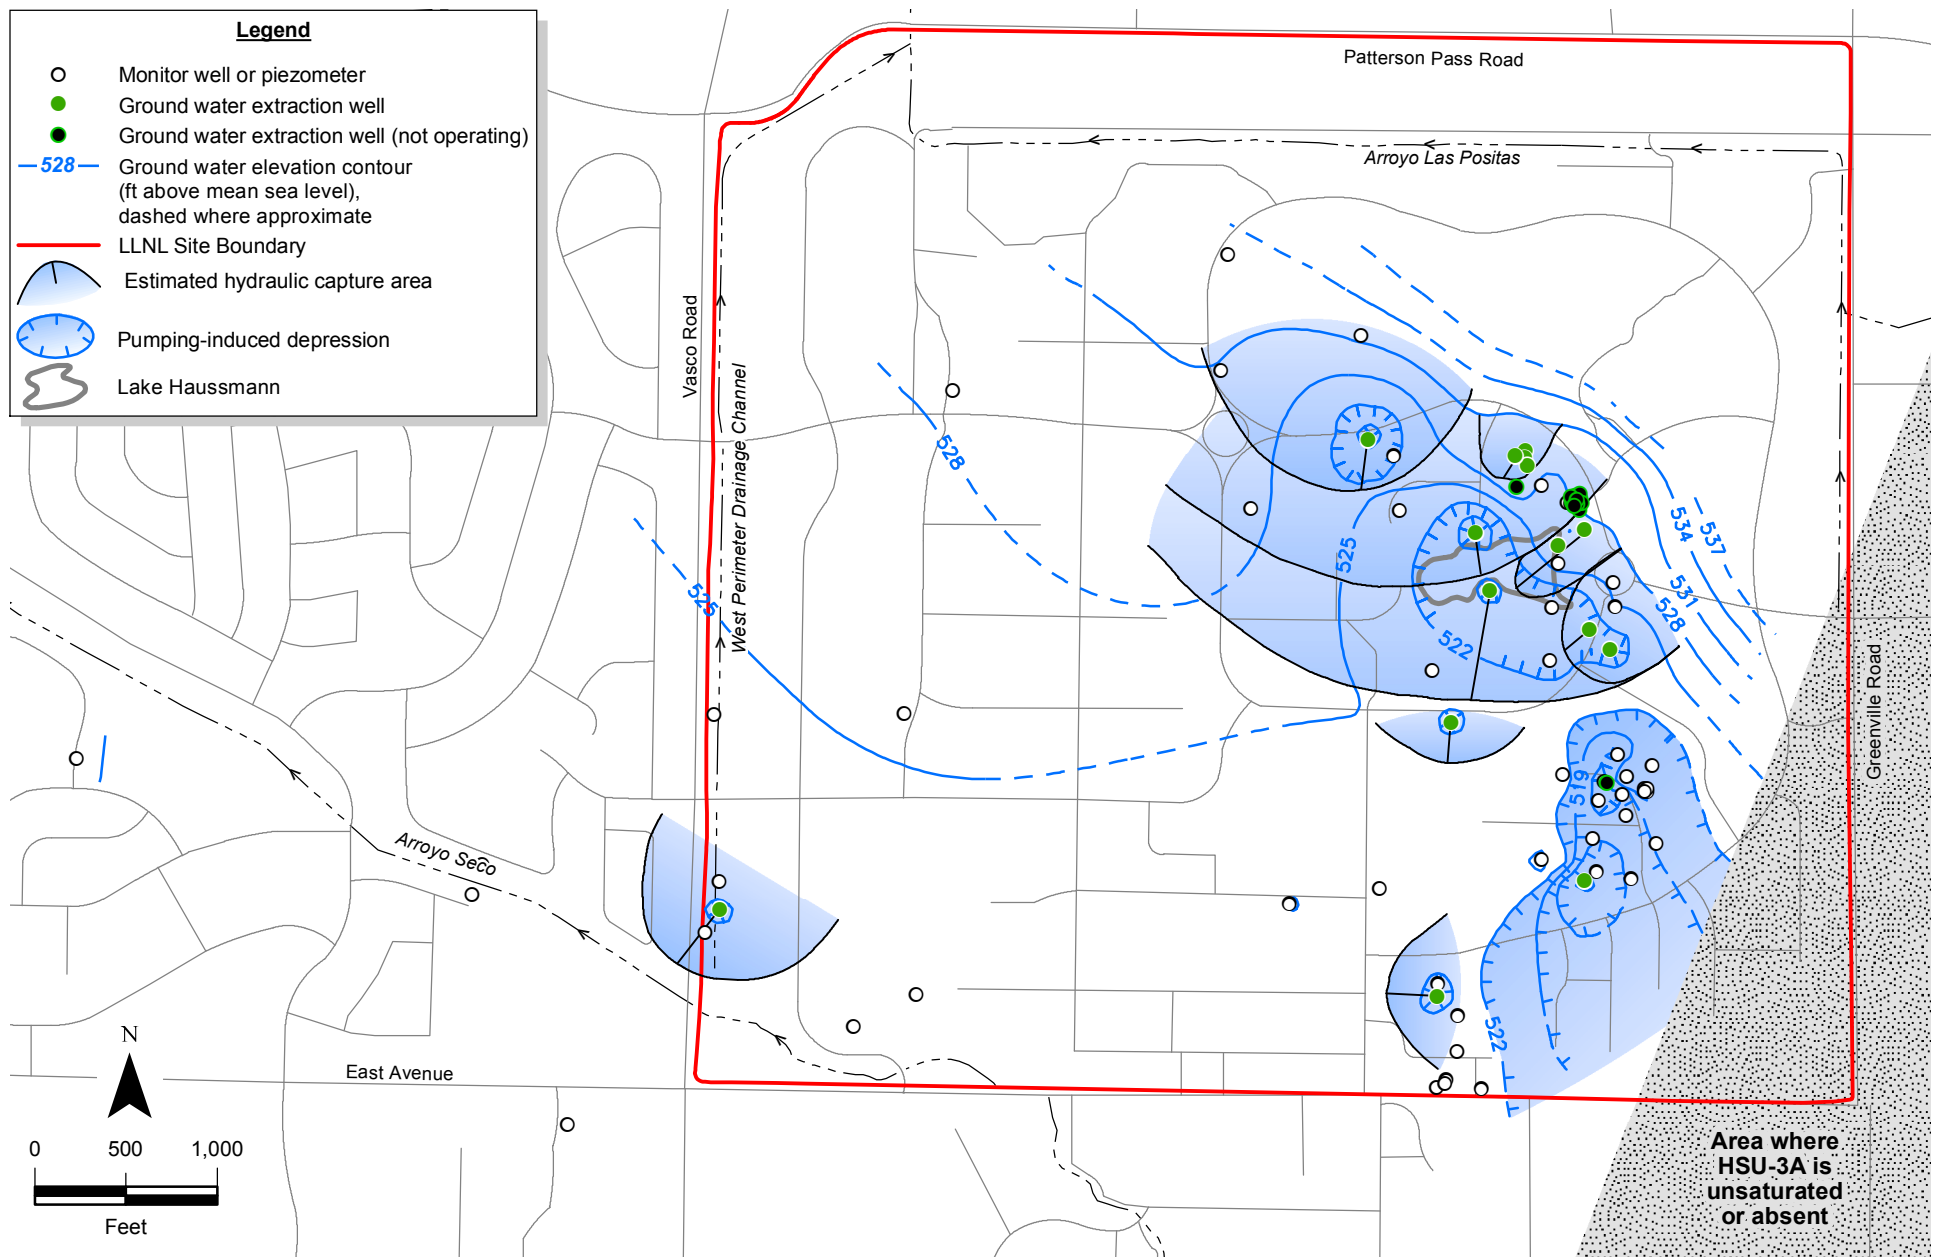 Legend
Monitor well or piezometer
Ground water extraction well
Ground water extraction well (not operating)
528
Ground water elevation contour
(ft above mean sea level),
dashed where approximate
LLNL Site Boundary
Estimated hydraulic capture area
Pumping-induced depression
Lake Haussmann
Patterson Pass Road
Arroyo Las Positas
Vasco Road
West Perimeter Drainage Channel
528
525
525
534
537
531
528
522
Greenville Road
519
Arroyo Seco
522
N
East Avenue
0 500 1,000
Feet
Area where
HSU-3A is
unsaturated
or absent